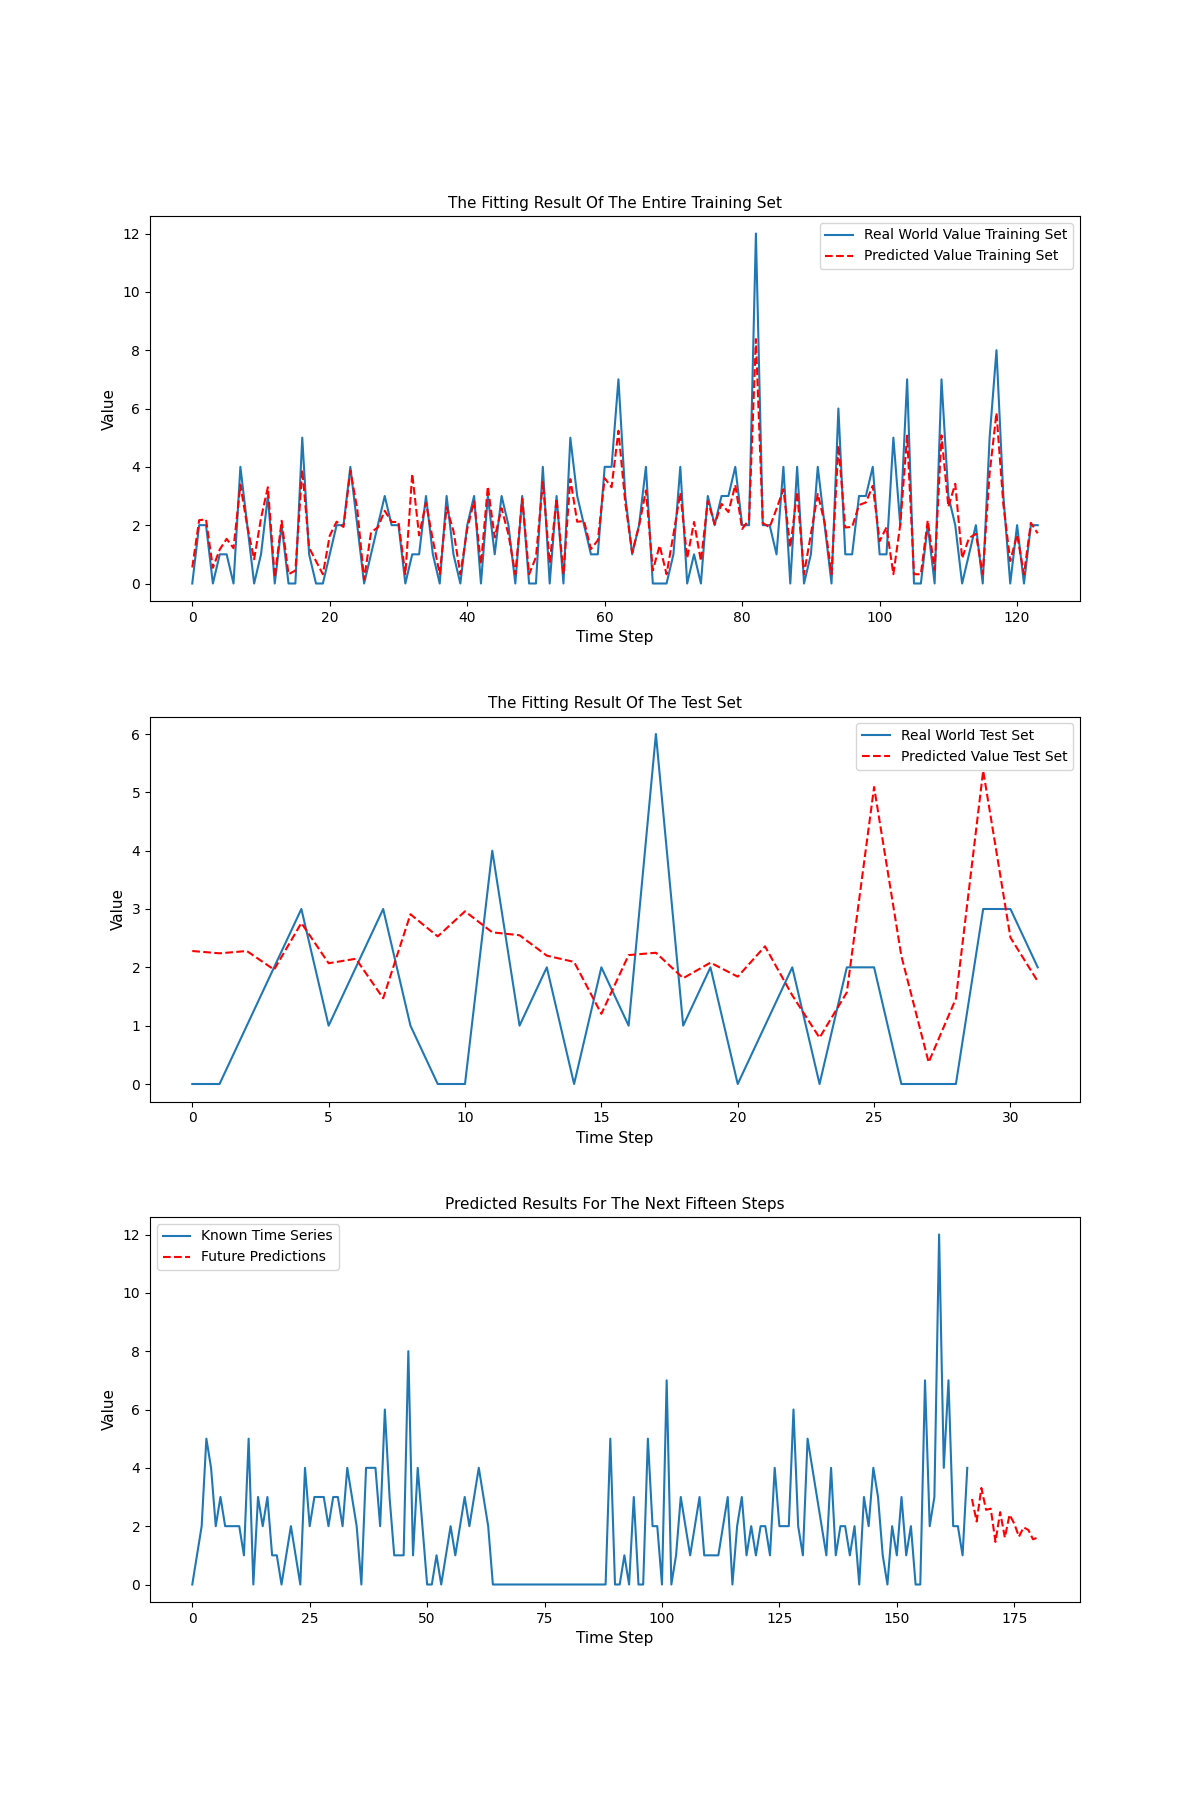 The Fitting Result Of The Entire Training Set
12
10
8
6
4
2
0
Value
Real World Value Training Set
Predicted Value Training Set
0 20 40 60 80 100 120
Time Step
The Fitting Result Of The Test Set
6
5
4
3
2
1
0
Value
Real World Test Set
Predicted Value Test Set
0 5 10 15 20 25 30
Time Step
Predicted Results For The Next Fifteen Steps
12
10
8
6
4
2
0
Value
Known Time Series
Future Predictions
0 25 50 75 100 125 150 175
Time Step